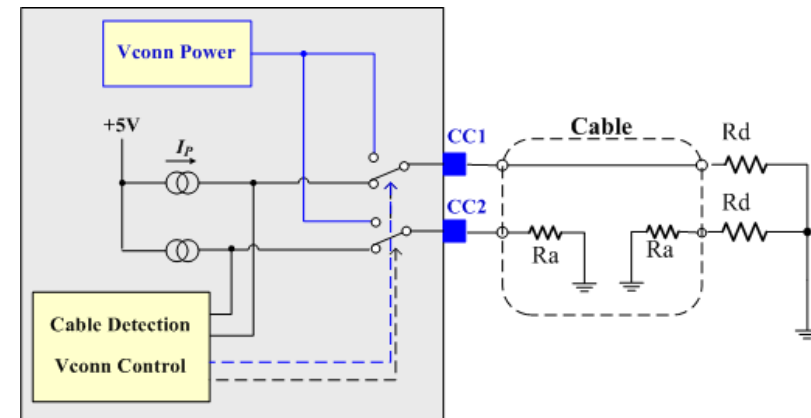 Vconn Power
+5V
IP
CC1
CC2
Cable
Rd
Rd
Ra
Ra
Cable Detection
Vconn Control